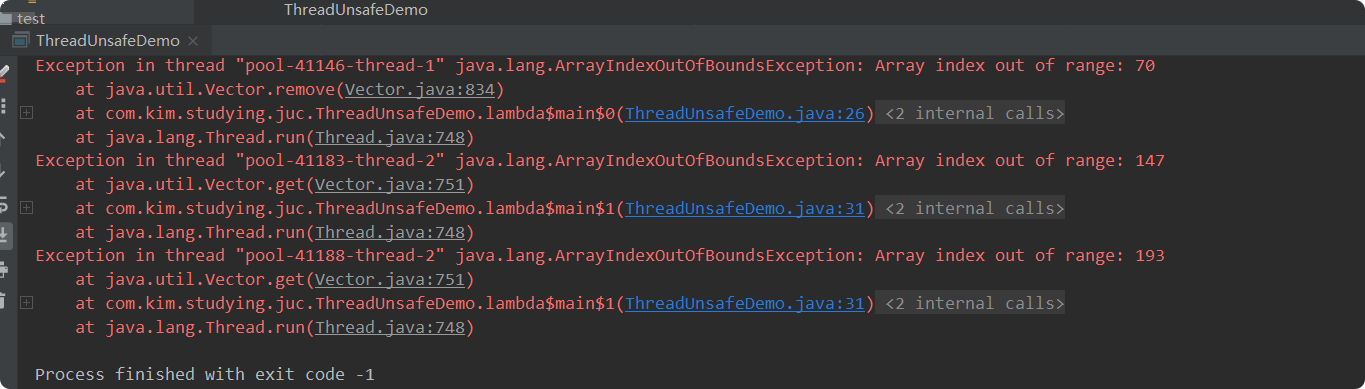 ThreadUnsafeDemo
test
ThreadUnsafeDemo ×
Exception in thread "pool-41146-thread-1" java.lang.ArrayIndexOutOfBoundsException: Array index out of range: 70
at java.util.Vector.remove(Vector.java:834)
at com.kim.studying.juc.ThreadUnsafeDemo.lambda$main$0(ThreadUnsafeDemo.java:26) <2 internal calls>
at java.lang.Thread.run(Thread.java:748)
Exception in thread "pool-41183-thread-2" java.lang.ArrayIndexOutOfBoundsException: Array index out of range: 147
at java.util.Vector.get(Vector.java:751)
at com.kim.studying.juc.ThreadUnsafeDemo.lambda$main$1(ThreadUnsafeDemo.java:31) <2 internal calls>
at java.lang.Thread.run(Thread.java:748)
Exception in thread "pool-41188-thread-2" java.lang.ArrayIndexOutOfBoundsException: Array index out of range: 193
at java.util.Vector.get(Vector.java:751)
at com.kim.studying.juc.ThreadUnsafeDemo.lambda$main$1(ThreadUnsafeDemo.java:31) <2 internal calls>
at java.lang.Thread.run(Thread.java:748)
Process finished with exit code -1